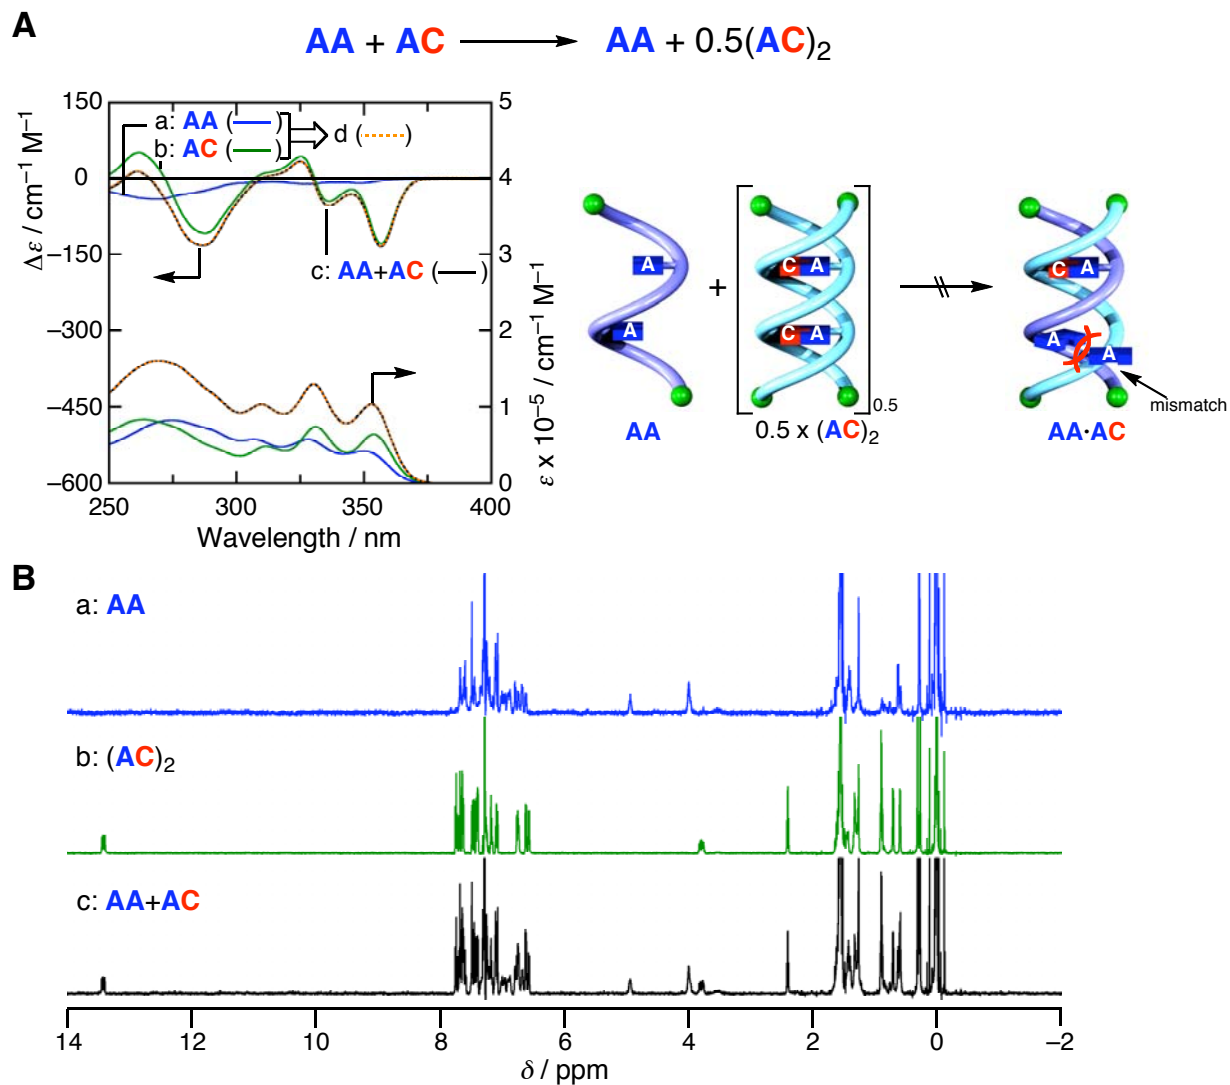 A
AA + AC AA + 0.5(AC)2
150
0
–150
–300
–450
–600
Δε / cm–1 M–1
5
4
3
2
1
0
ε x 10–5 / cm–1 M–1
a: AA ( )
b: AC ( )
d ( )
c: AA+AC ( )
250 300 350 400
Wavelength / nm
A
A
AA
+
C A
C A
0.5
0.5 x (AC)2
C A
A
A
mismatch
AA·AC
B
a: AA
b: (AC)2
c: AA+AC
14 12 10 8 6 4 2 0 –2
δ / ppm